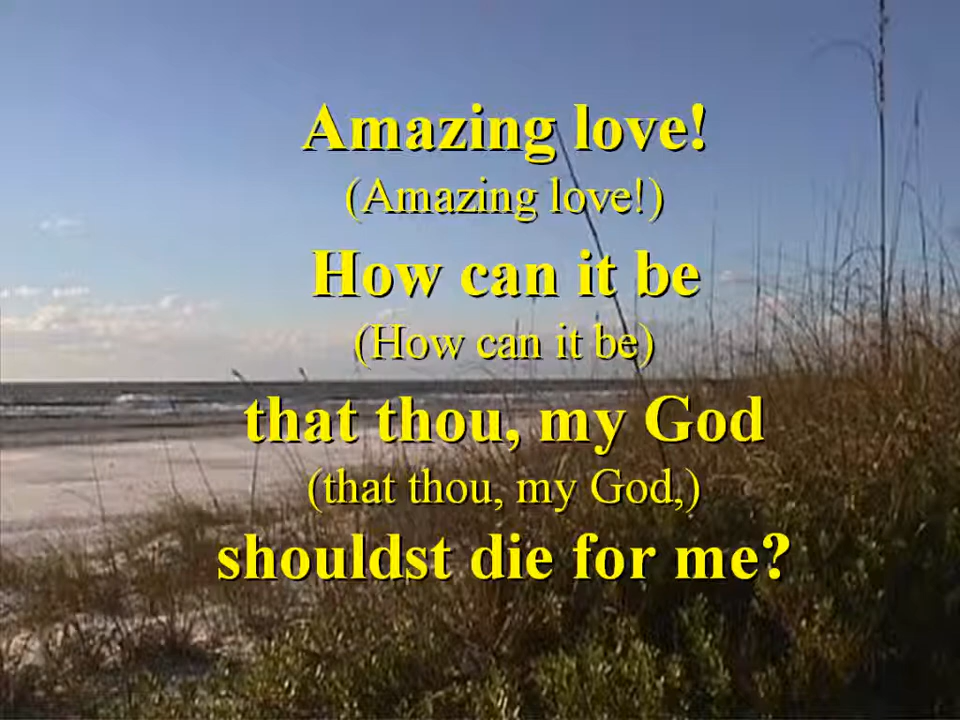 Amazing love!
(Amazing love!)
How can it be
(How can it be)
that thou, my God
(that thou, my God,)
shouldst die for me?